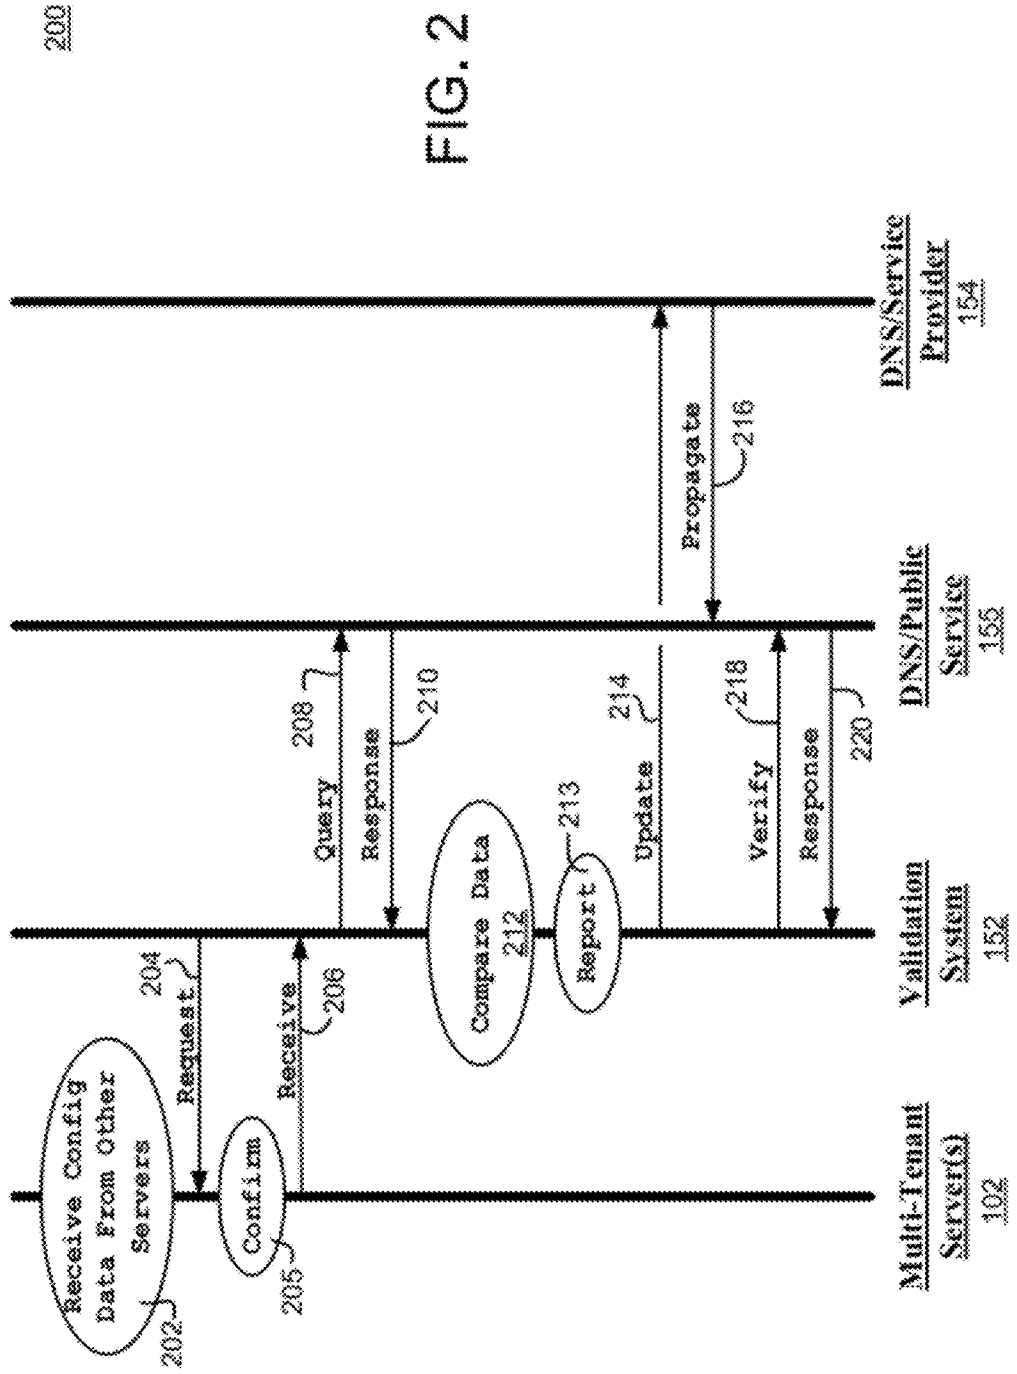 200
Receive Config
Data From Other
Servers
202
Request
204
Confirm
205
Receive
206
Query
208
Response
210
Compare Data
212
Report
213
Update
214
Propagate
216
Verify
218
Response
220
Multi-Tenant
Server(s)
102
Validation
System
152
DNS/Public
Service
155
DNS/Service
Provider
154
FIG. 2